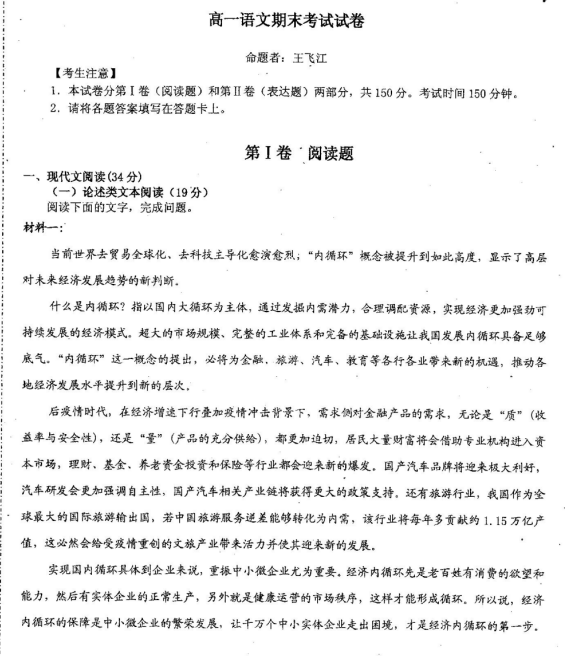 高一语文期末考试试卷
命题者：王飞江
【考生注意】
1．本试卷分第Ⅰ卷（阅读题）和第Ⅱ卷（表达题）两部分，共150分。考试时间150分钟。
2．请将各题答案填写在答题卡上。
第Ⅰ卷 阅读题
一、现代文阅读(34分)
（一）论述类文本阅读（19分）
阅读下面的文字，完成问题。
材料一：
当前世界去贸易全球化、去科技主导化愈演愈烈；“内循环”概念被提升到如此高度，显示了高层
对未来经济发展趋势的新判断。
什么是内循环？指以国内大循环为主体，通过发掘内需潜力，合理调配资源，实现经济更加强劲可
持续发展的经济模式。超大的市场规模、完整的工业体系和完备的基础设施让我国发展内循环具备足够
底气。“内循环”这一概念的提出，必将为金融、旅游、汽车、教育等各行各业带来新的机遇，推动各
地经济发展水平提升到新的层次。
后疫情时代，在经济增速下行叠加疫情冲击背景下，需求侧对金融产品的需求，无论是“质”（收
益率与安全性），还是“量”（产品的充分供给），都更加迫切，居民大量财富将会借助专业机构进入资
本市场，理财、基金、养老资金投资和保险等行业都会迎来新的爆发。国产汽车品牌将迎来极大利好，
汽车研发会更加强调自主性，国产汽车相关产业链将获得更大的政策支持。还有旅游行业，我国作为全
球最大的国际旅游输出国，若中国旅游服务逆差能够转化为内需，该行业将每年多贡献约1.15万亿产
值，这必然会给受疫情重创的文旅产业带来活力并使其迎来新的发展。
实现国内循环具体到企业来说，重振中小微企业尤为重要。经济内循环先是老百姓有消费的欲望和
能力，然后有实体企业的正常生产，另外就是健康运营的市场秩序，这样才能形成循环。所以说，经济
内循环的保障是中小微企业的繁荣发展，让千万个中小实体企业走出困境，才是经济内循环的第一步。